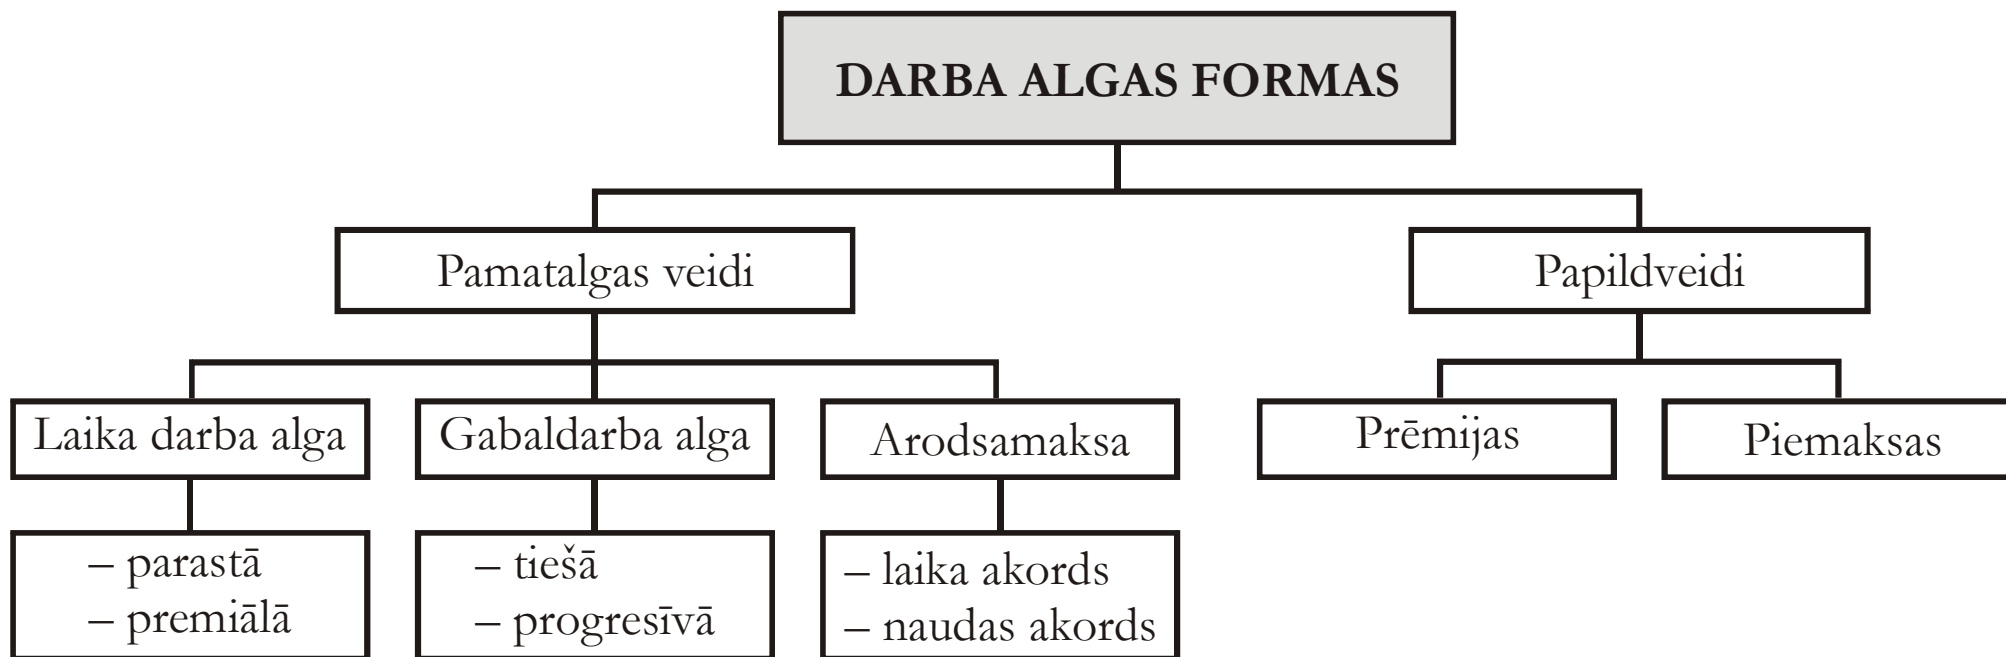 DARBA ALGAS FORMAS
Pamatalgas veidi
Papildveidi
Laika darba alga
Gabaldarba alga
Arodsamaksa
Prēmijas
Piemaksas
– parastā
– premiālā
– tiešā
– progresīvā
– laika akords
– naudas akords